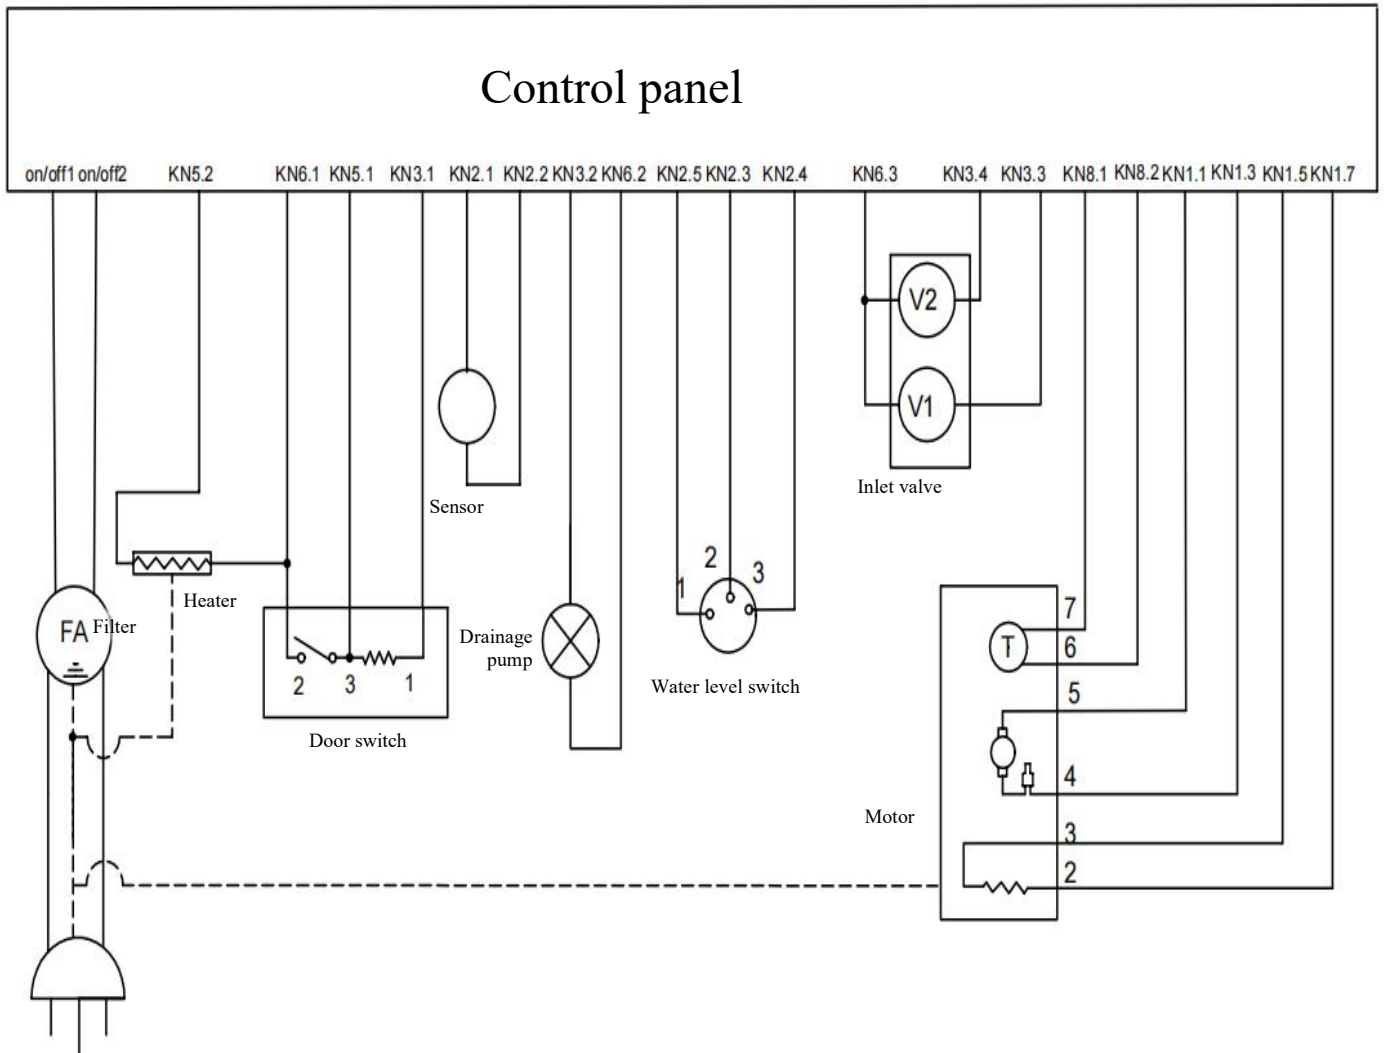 Control panel
on/off1 on/off2 KN5.2 KN6.1 KN5.1 KN3.1 KN2.1 KN2.2 KN3.2 KN6.2 KN2.5 KN2.3 KN2.4 KN6.3 KN3.4 KN3.3 KN8.1 KN8.2 KN1.1 KN1.3 KN1.5 KN1.7
V2
V1
Inlet valve
Sensor
2
1
3
Heater
7
FA Filter
Drainage
pump
T
6
2 3 1
5
Water level switch
Door switch
4
Motor
3
2